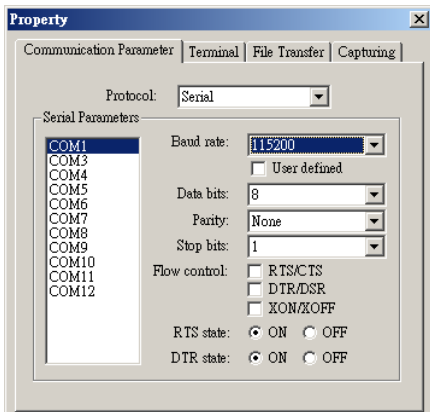 Property
Communication Parameter Terminal File Transfer Capturing
Protocol: Serial
Serial Parameters
COM1
COM3
COM4
COM5
COM6
COM7
COM8
COM9
COM10
COM11
COM12
Baud rate: 115200
User defined
Data bits: 8
Parity: None
Stop bits: 1
Flow control: RTS/CTS
DTR/DSR
XON/XOFF
RTS state: ON OFF
DTR state: ON OFF